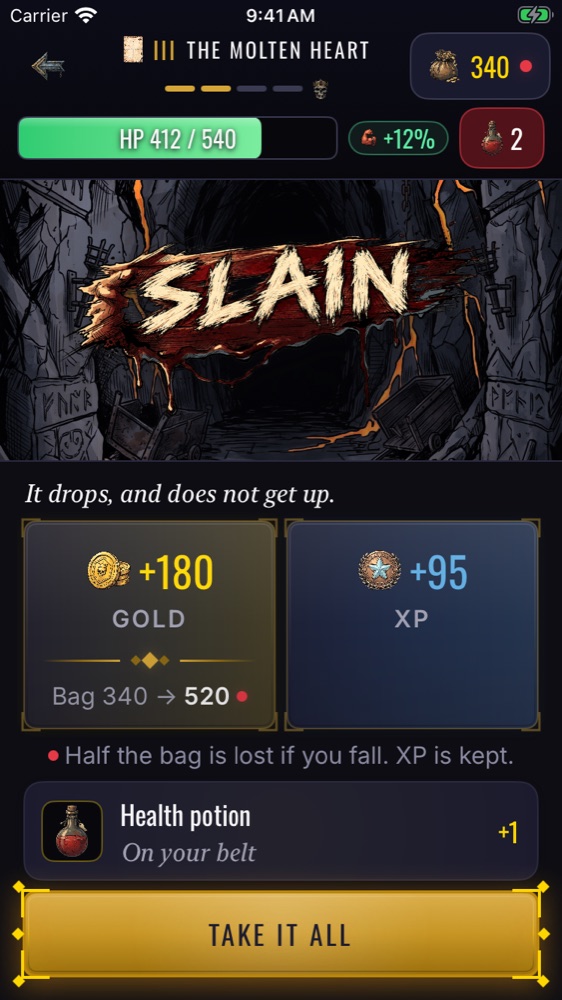 Carrier
9:41 AM
III THE MOLTEN HEART
340
HP 412 / 540
+12%
2
SLAIN
It drops, and does not get up.
+180
GOLD
Bag 340 → 520
+95
XP
Half the bag is lost if you fall. XP is kept.
Health potion
On your belt
+1
TAKE IT ALL